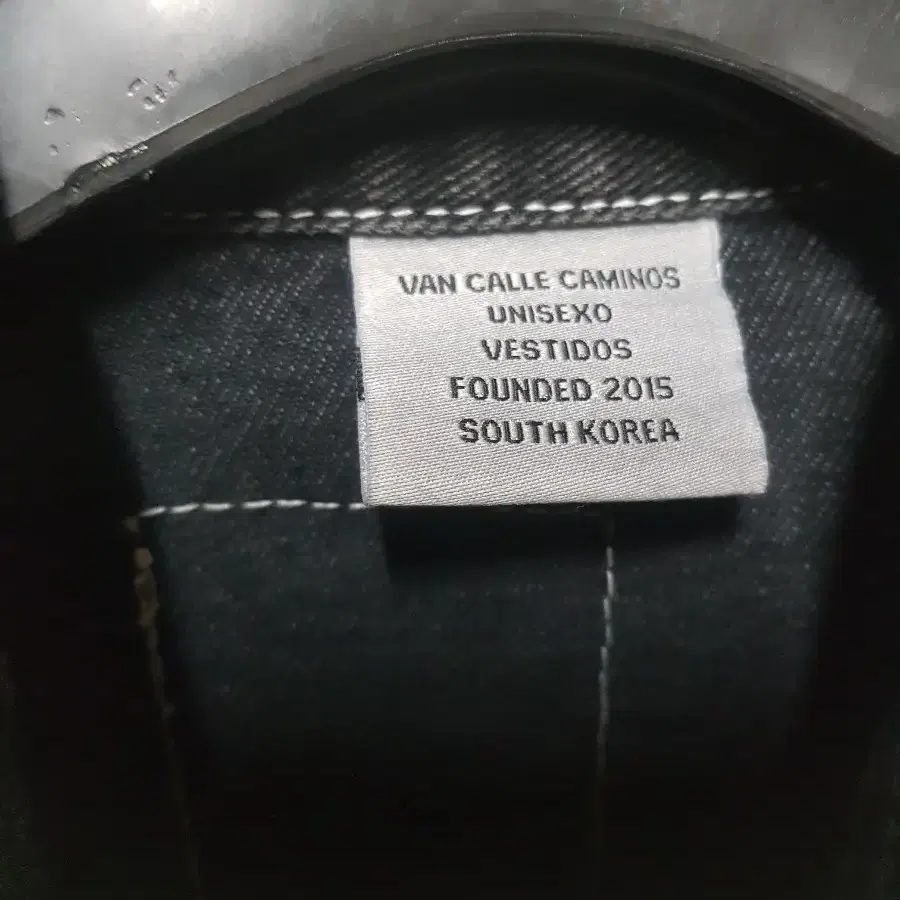 VAN CALLE CAMINOS
UNISEXO
VESTIDOS
FOUNDED 2015
SOUTH KOREA